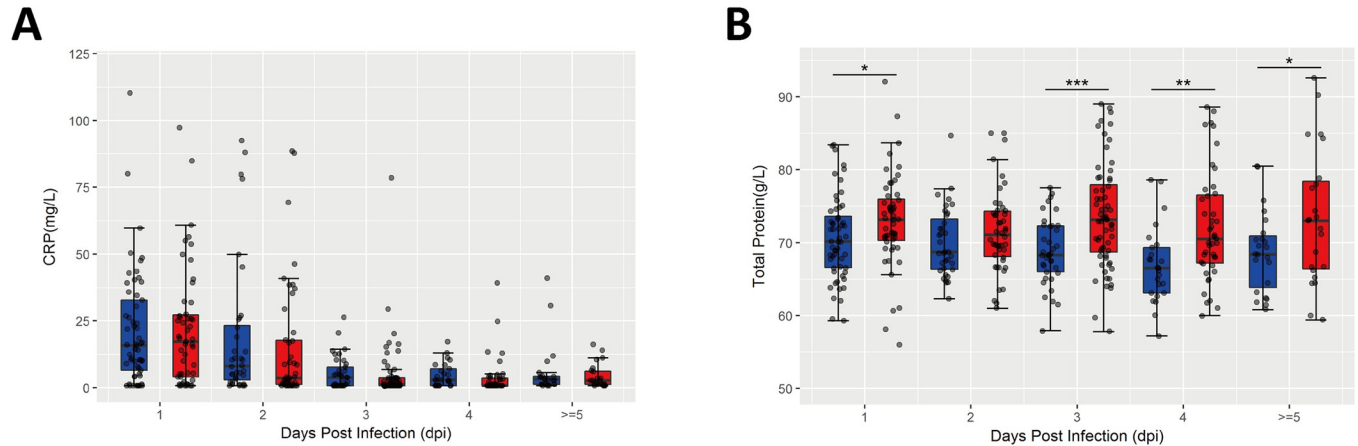 A
CRP(mg/L)
125
100
75
50
25
0
1 2 3 4 >=5
Days Post Infection (dpi)
B
Total Protein(g/L)
90
80
70
60
50
* *** ** *
1 2 3 4 >=5
Days Post Infection (dpi)